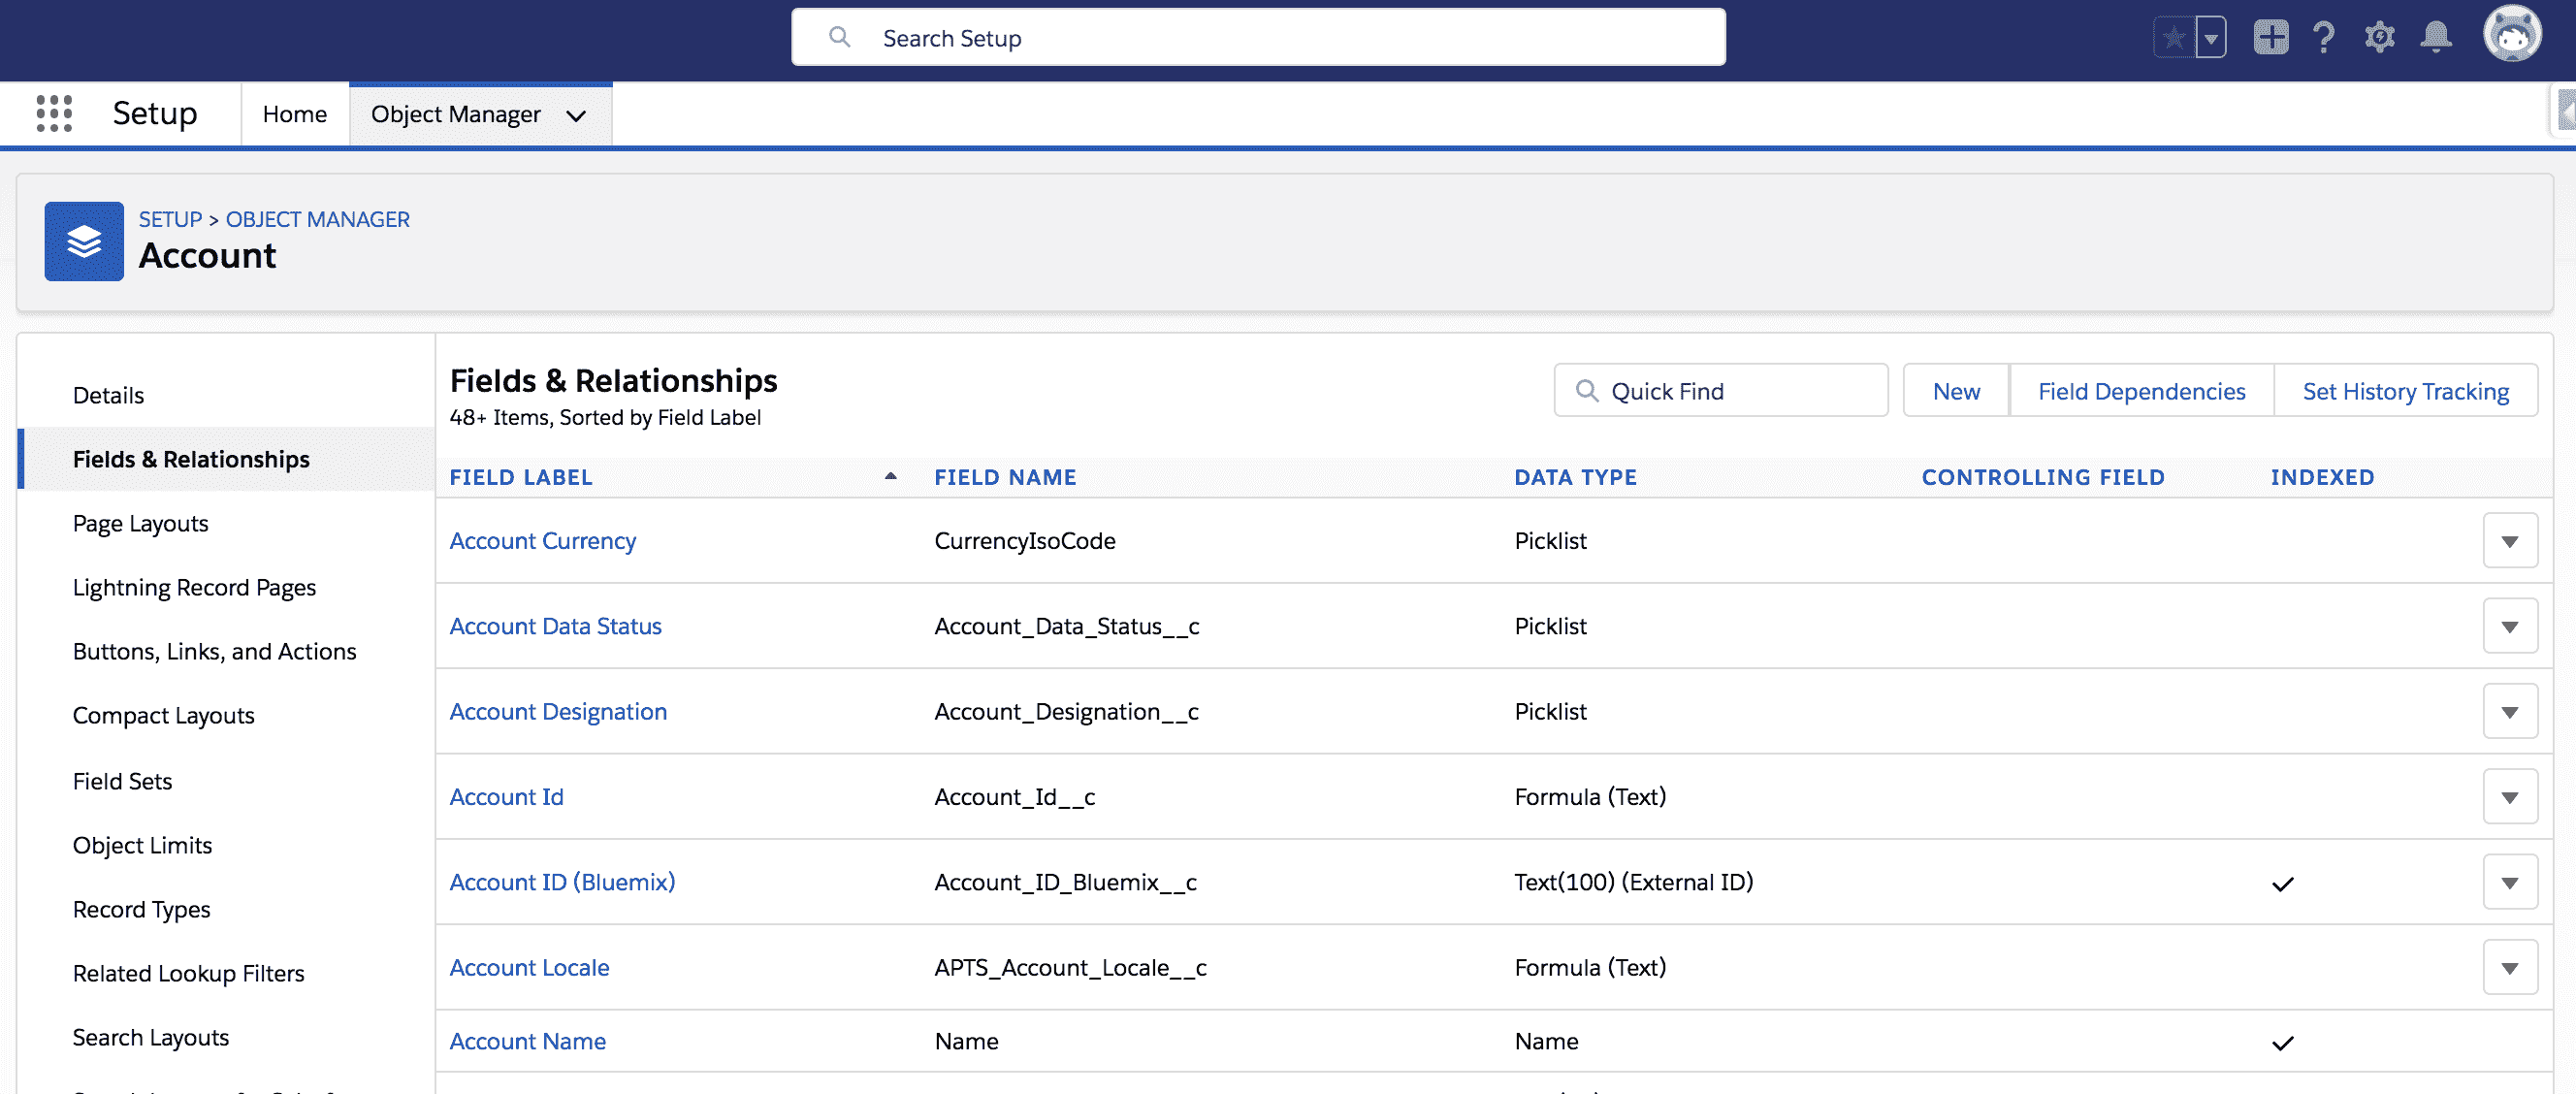 Search Setup
Setup
Home
Object Manager
SETUP > OBJECT MANAGER
Account
Details
Fields & Relationships
Page Layouts
Lightning Record Pages
Buttons, Links, and Actions
Compact Layouts
Field Sets
Object Limits
Record Types
Related Lookup Filters
Search Layouts
Fields & Relationships
48+ Items, Sorted by Field Label
Quick Find
New
Field Dependencies
Set History Tracking
FIELD LABEL FIELD NAME DATA TYPE CONTROLLING FIELD INDEXED
Account Currency CurrencyIsoCode Picklist
Account Data Status Account_Data_Status__c Picklist
Account Designation Account_Designation__c Picklist
Account Id Account_Id__c Formula (Text)
Account ID (Bluemix) Account_ID_Bluemix__c Text(100) (External ID)
Account Locale APTS_Account_Locale__c Formula (Text)
Account Name Name Name